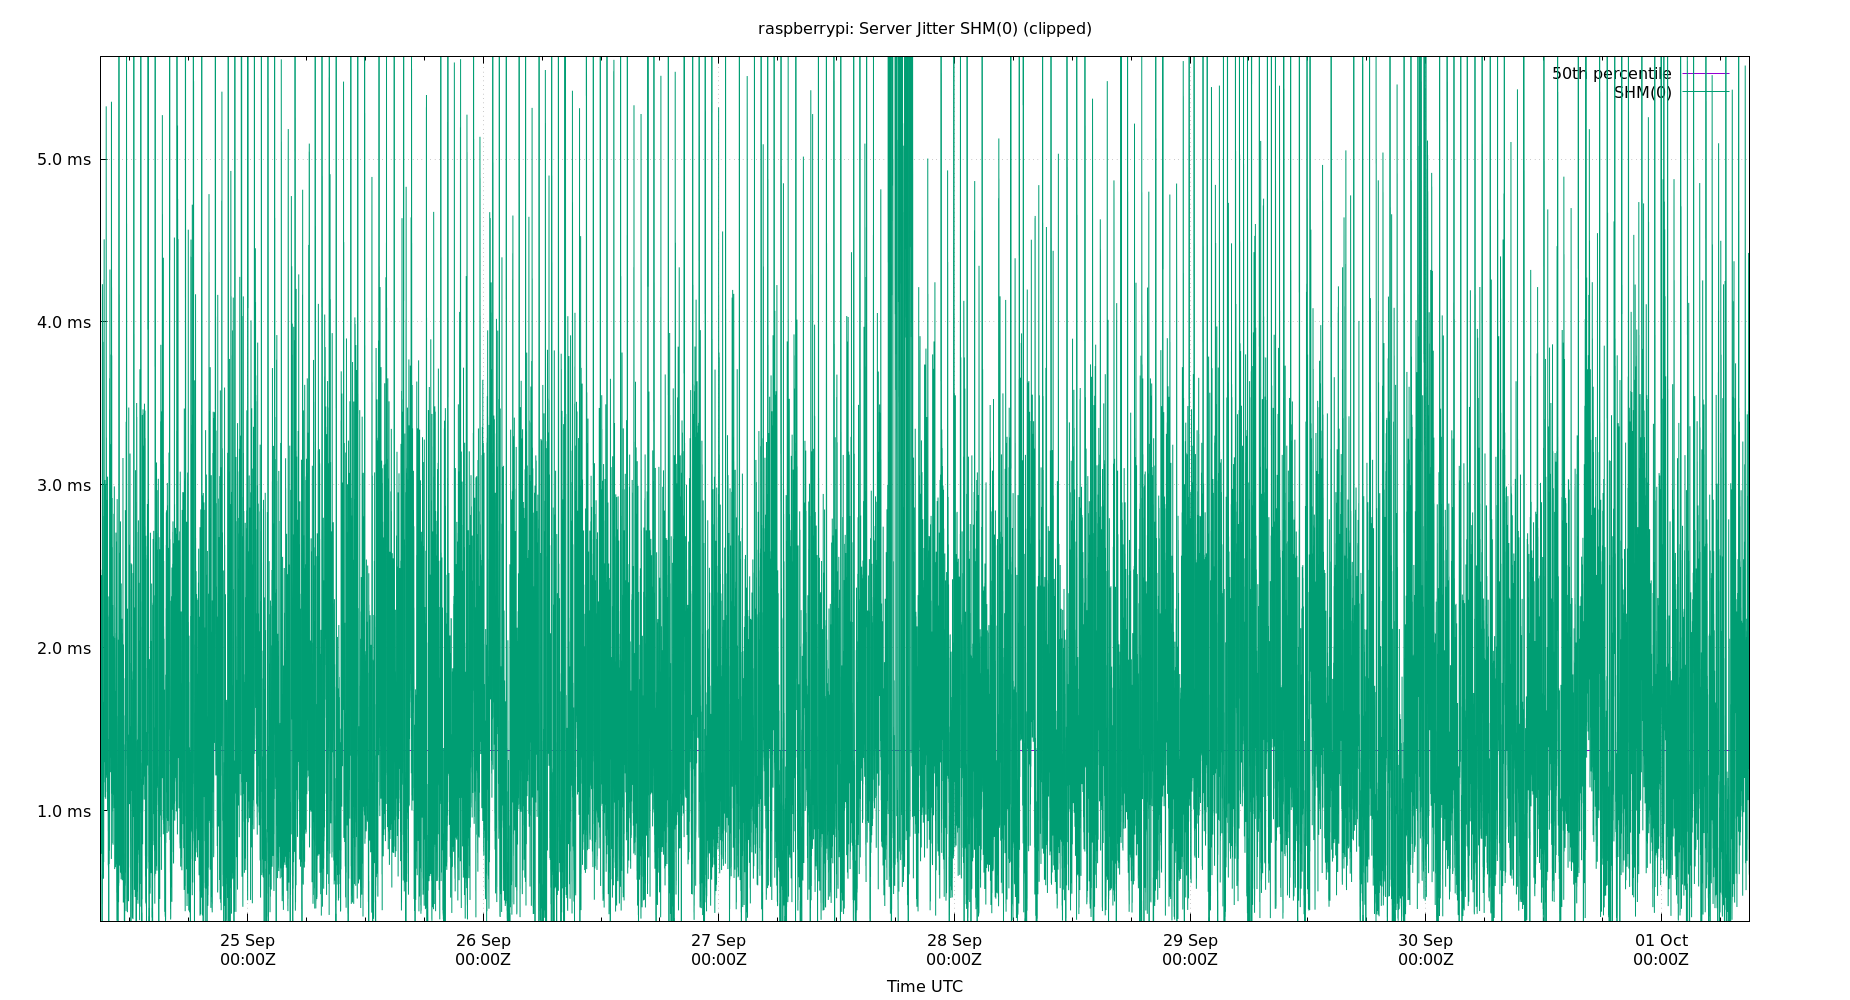 raspberrypi: Server Jitter SHM(0) (clipped)
50th percentile
SHM(0)
5.0 ms
4.0 ms
3.0 ms
2.0 ms
1.0 ms
25 Sep 26 Sep 27 Sep 28 Sep 29 Sep 30 Sep 01 Oct
00:00Z 00:00Z 00:00Z 00:00Z 00:00Z 00:00Z 00:00Z
Time UTC